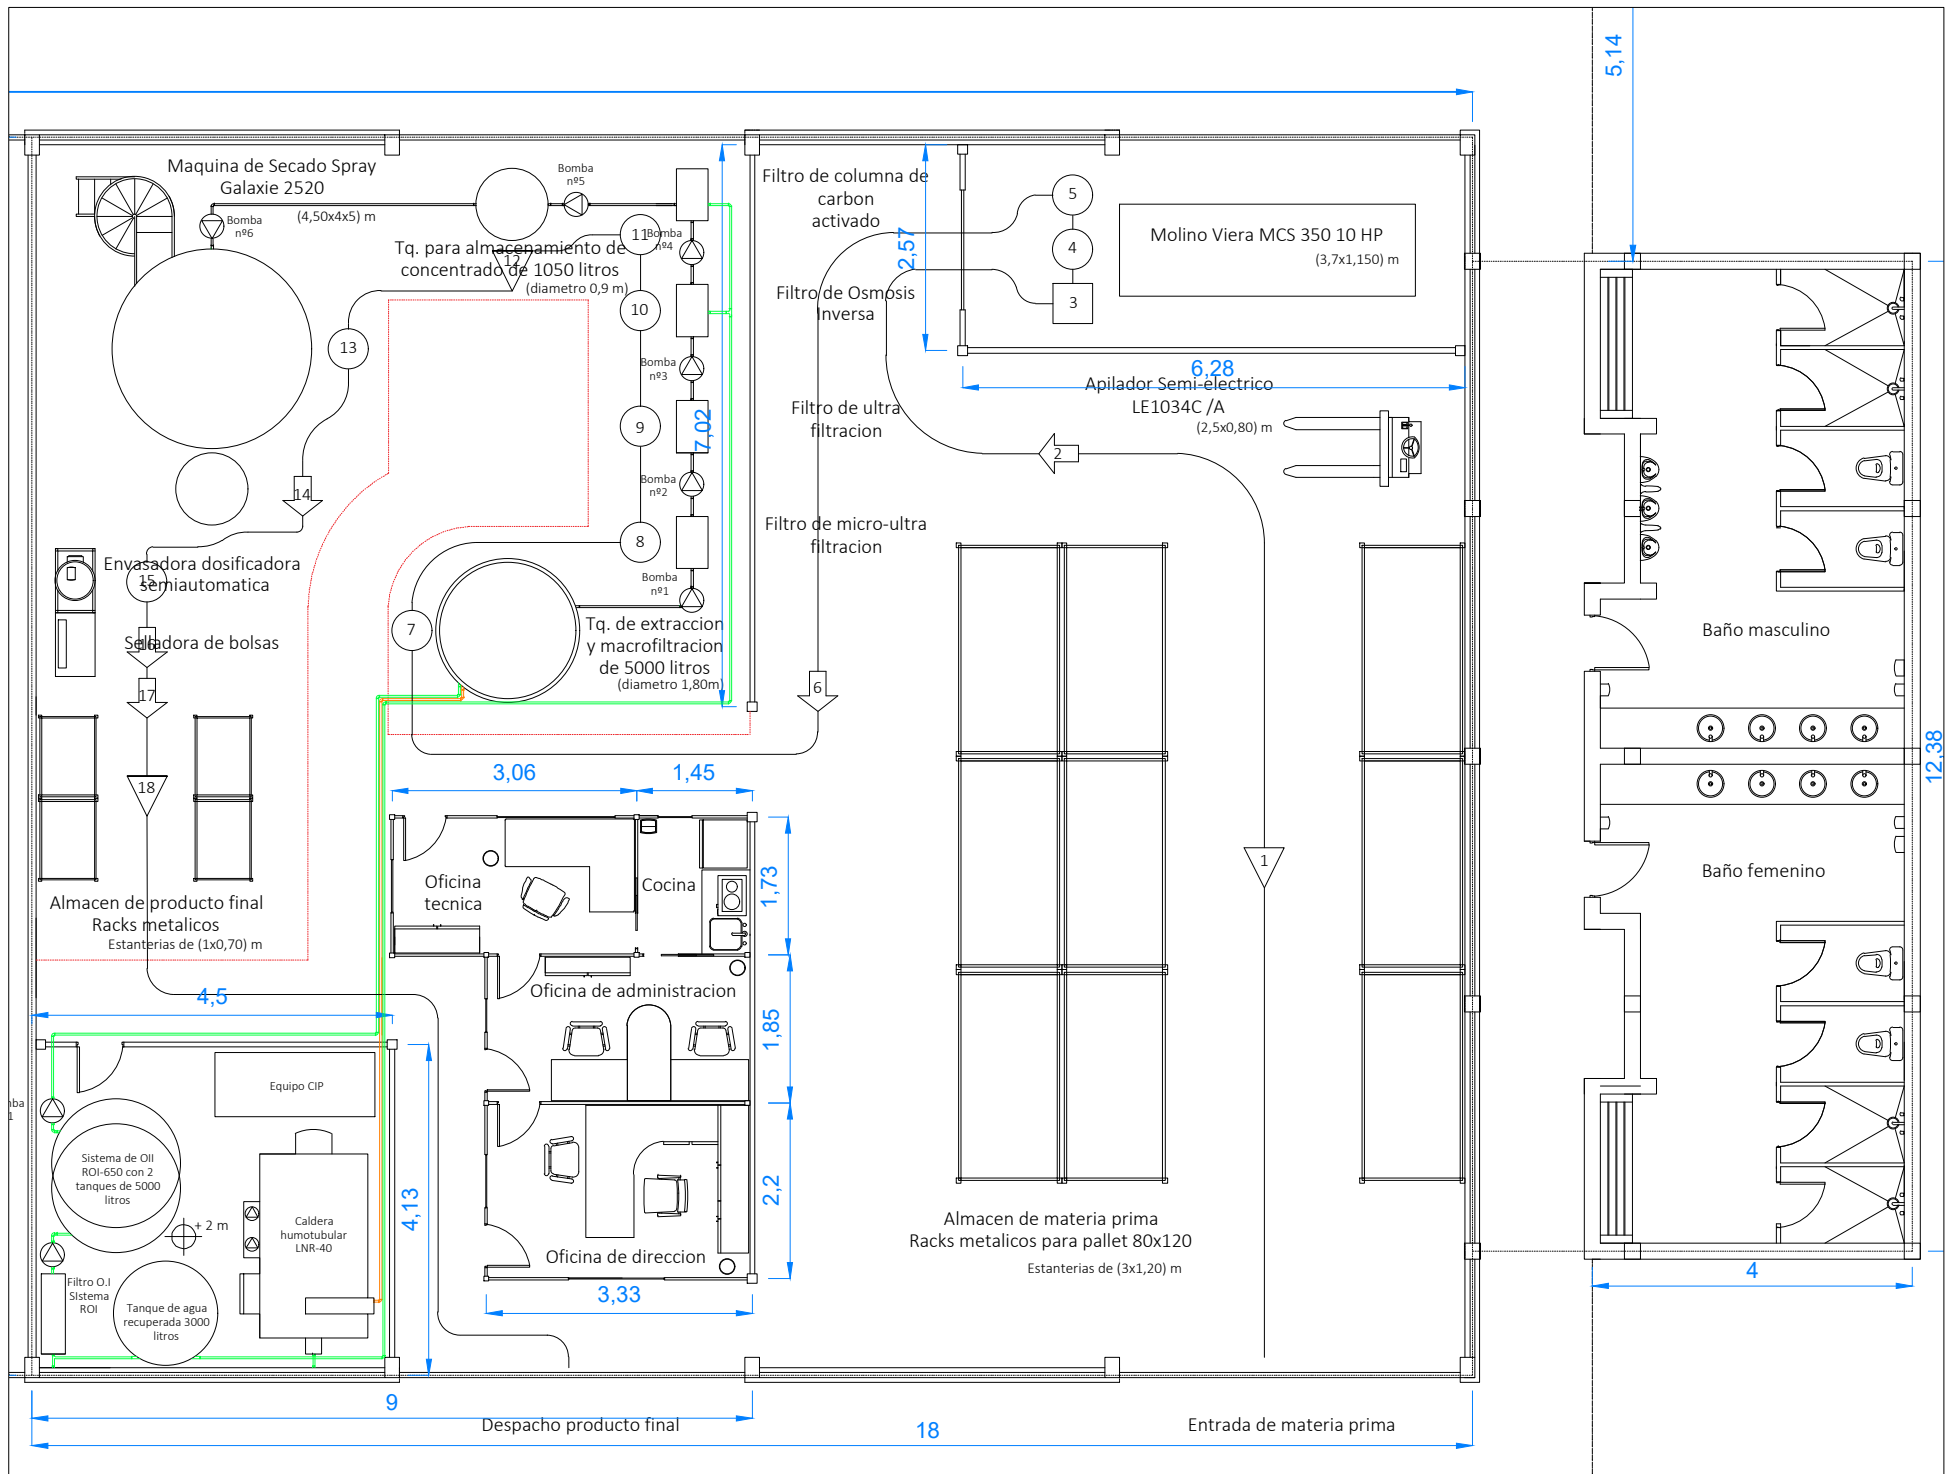 5,14
Maquina de Secado Spray
Galaxie 2520
(4,50x4x5) m
Bomba
nº5
Bomba
nº6
Filtro de columna de
carbon
activado
5
4
3
2,57
Molino Viera MCS 350 10 HP
(3,7x1,150) m
11
Bomba
nº4
Tq. para almacenamiento de
concentrado de 1050 litros
(diametro 0,9 m)
12
Filtro de Osmosis
Inversa
10
13
Bomba
nº3
6,28
Apilador Semi-electrico
LE1034C /A
(2,5x0,80) m
Filtro de ultra
filtracion
9
7,02
2
Bomba
nº2
14
Filtro de micro-ultra
filtracion
8
Envasadora dosificadora
semiautomatica
15
Bomba
nº1
7
Tq. de extraccion
y macrofiltracion
de 5000 litros
(diametro 1,80m)
Selladora de bolsas
16
17
6
Baño masculino
18
3,06
1,45
12,38
1
1,73
Oficina
tecnica
Cocina
Baño femenino
Almacen de producto final
Racks metalicos
Estanterias de (1x0,70) m
4,5
Oficina de administracion
1,85
Equipo CIP
mba
1
Sistema de OII
ROI-650 con 2
tanques de 5000
litros
+ 2 m
Caldera
humotubular
LNR-40
4,13
2,2
Oficina de direccion
Almacen de materia prima
Racks metalicos para pallet 80x120
Estanterias de (3x1,20) m
Filtro O.I
SIstema
ROI
Tanque de agua
recuperada 3000
litros
3,33
4
9
Despacho producto final
18
Entrada de materia prima